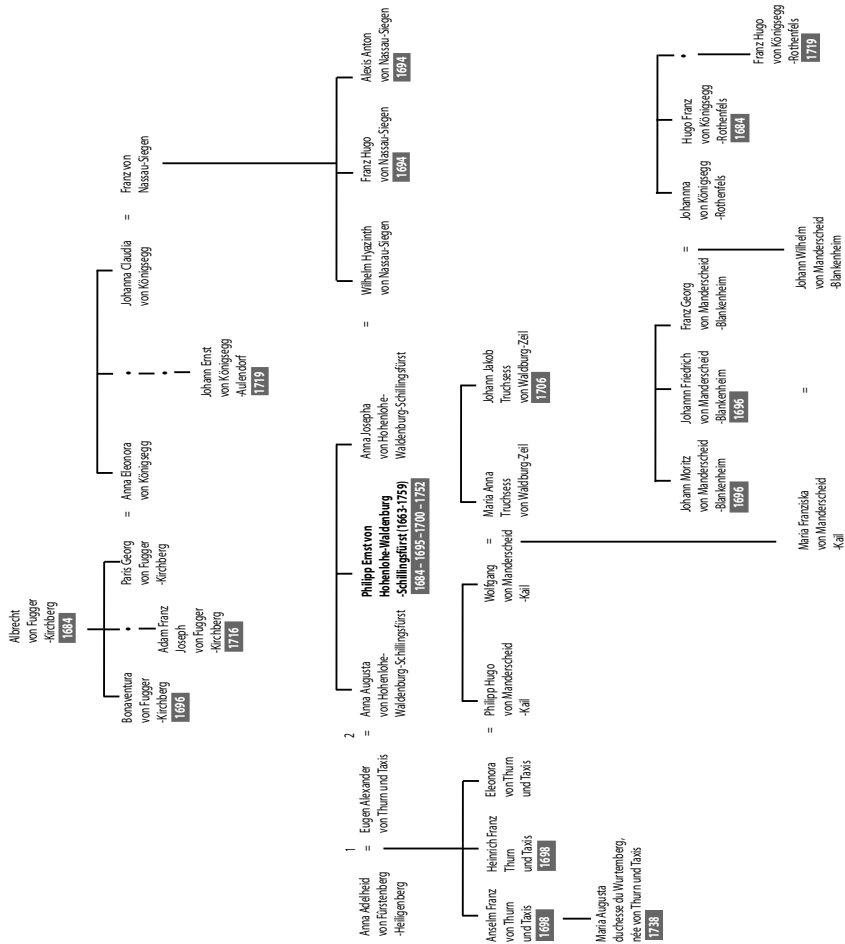 Albrecht
von Fugger
-Kirchberg
1684
Bonaventura
von Fugger
-Kirchberg
1696
Adam Franz
Joseph
von Fugger
-Kirchberg
1716
Paris Georg
von Fugger
-Kirchberg
=
Anna Eleonora
von Königsegg
Johann Ernst
von Königsegg
-Aulendorf
1719
Johanna Claudia
von Königsegg
=
Franz von
Nassau-Siegen
Anna Adelheid
von Fürstenberg
-Heiligenberg
1
=
Eugen Alexander
von Thurn und Taxis
2
=
Anna Augusta
von Hohenlohe-
Waldenburg-Schillingsfürst
Philipp Ernst von
Hohenlohe-Waldenburg
-Schillingsfürst (1663-1759)
1684 – 1695 – 1700 – 1752
Anna Josepha
von Hohenlohe-
Waldenburg-Schillingsfürst
=
Wilhelm Hyazinth
von Nassau-Siegen
Franz Hugo
von Nassau-Siegen
1694
Alexis Anton
von Nassau-Siegen
1694
Anselm Franz
von Thurn
und Taxis
1698
Heinrich Franz
Thurn
und Taxis
1698
Eleonora
von Thurn
und Taxis
=
Philipp Hugo
von Manderscheid
-Kail
Wolfgang
von Manderscheid
-Kail
=
Maria Anna
Truchsess
von Waldburg-Zeil
Johann Jakob
Truchsess
von Waldburg-Zeil
1706
Maria Augusta
duchesse du Wurtemberg,
née von Thurn und Taxis
1738
Johann Moritz
von Manderscheid
-Blankenheim
1696
Johannn Friedrich
von Manderscheid
-Blankenheim
1696
Franz Georg
von Manderscheid
-Blankenheim
=
Johannna
von Königsegg
-Rothenfels
Hugo Franz
von Königsegg
-Rothenfels
1684
Franz Hugo
von Königsegg
-Rothenfels
1719
Maria Franziska
von Manderscheid
-Kail
=
Johann Wilhelm
von Manderscheid
-Blankenheim